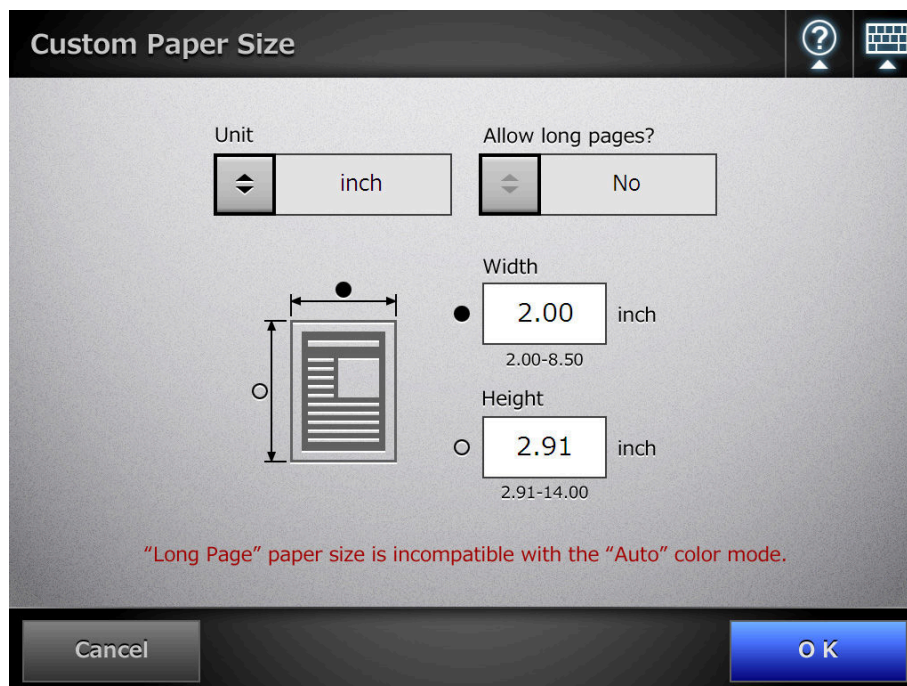 Custom Paper Size
?
Unit
Allow long pages?
inch
No
Width
2.00 inch
2.00-8.50
Height
2.91 inch
2.91-14.00
“Long Page” paper size is incompatible with the “Auto” color mode.
Cancel
OK